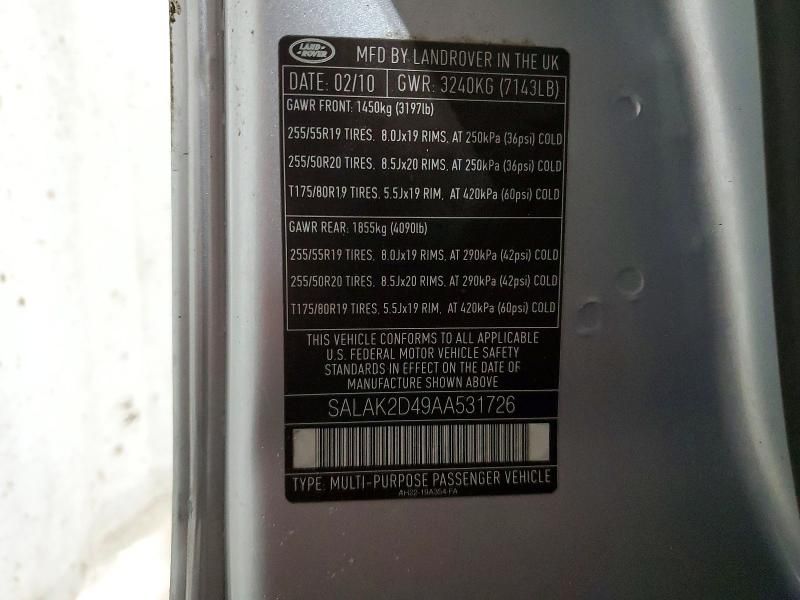 LAND-
ROVER
MFD BY LANDROVER IN THE UK
DATE: 02/10 GWR: 3240KG (7143LB)
GAWR FRONT: 1450kg (3197lb)
255/55R19 TIRES, 8.0Jx19 RIMS, AT 250kPa (36psi) COLD
255/50R20 TIRES, 8.5Jx20 RIMS, AT 250kPa (36psi) COLD
T175/80R19 TIRES, 5.5Jx19 RIM, AT 420kPa (60psi) COLD
GAWR REAR: 1855kg (4090lb)
255/55R19 TIRES, 8.0Jx19 RIMS, AT 290kPa (42psi) COLD
255/50R20 TIRES, 8.5Jx20 RIMS, AT 290kPa (42psi) COLD
T175/80R19 TIRES, 5.5Jx19 RIM, AT 420kPa (60psi) COLD
THIS VEHICLE CONFORMS TO ALL APPLICABLE
U.S. FEDERAL MOTOR VEHICLE SAFETY
STANDARDS IN EFFECT ON THE DATE OF
MANUFACTURE SHOWN ABOVE
SALAK2D49AA531726
TYPE: MULTI-PURPOSE PASSENGER VEHICLE
AH22-19A354-FA